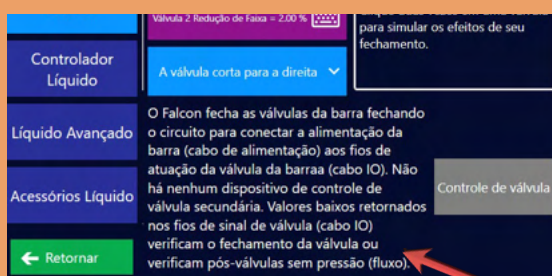 Válvula 2 Redução de Faixa = 2.00 %
para simular os efeitos de seu
fechamento.
Controlador
Líquido
A válvula corta para a direita
Líquido Avançado
Acessórios Líquido
Retornar
O Falcon fecha as válvulas da barra fechando
o circuito para conectar a alimentação da
barra (cabo de alimentação) aos fios de
atuação da válvula da barraa (cabo IO). Não
há nenhum dispositivo de controle de
válvula secundária. Valores baixos retornados
nos fios de sinal de válvula (cabo IO)
verificam o fechamento da válvula ou
verificam pós-válvulas sem pressão (fluxo).
Controle de válvula